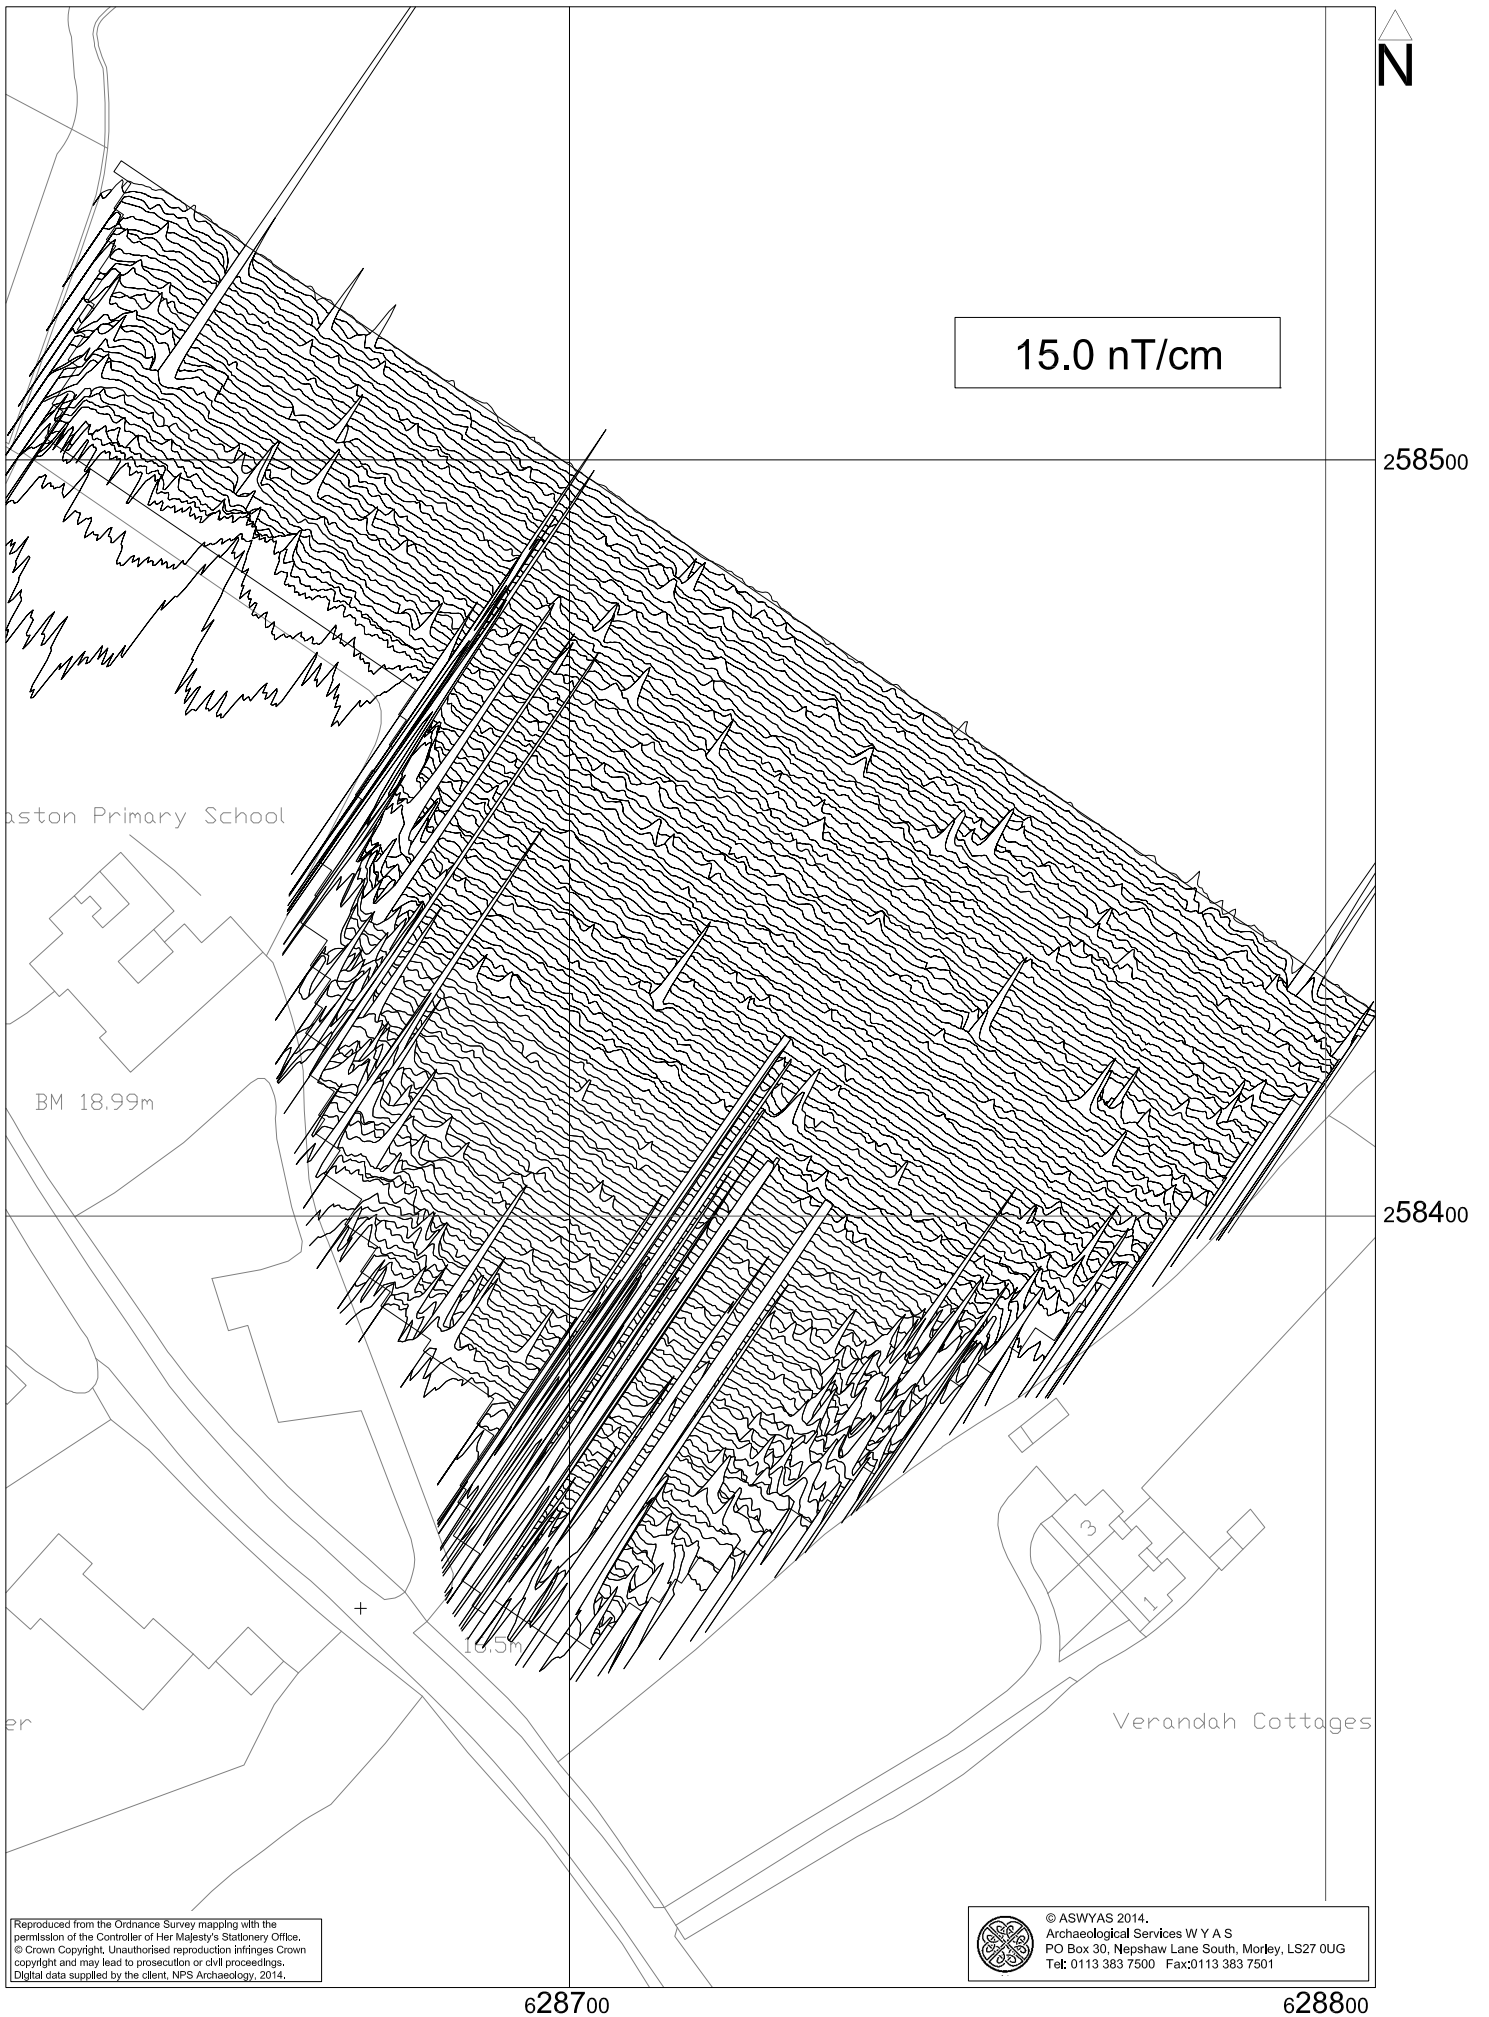 N
15.0 nT/cm
258500
aston Primary School
BM 18.99m
258400
3
1
16.5m
er
Verandah Cottages
Reproduced from the Ordnance Survey mapping with the
permission of the Controller of Her Majesty's Stationery Office.
© Crown Copyright. Unauthorised reproduction infringes Crown
copyright and may lead to prosecution or civil proceedings.
Digital data supplied by the client, NPS Archaeology, 2014.
© ASWYAS 2014.
Archaeological Services W Y A S
PO Box 30, Nepshaw Lane South, Morley, LS27 0UG
Tel: 0113 383 7500 Fax:0113 383 7501
628700
628800